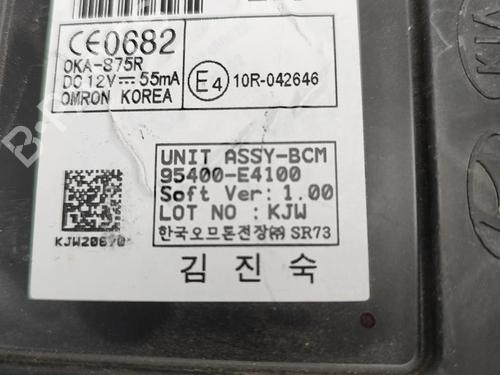 CE0682
OKA-875R
DC 12V ⎓ 55mA
OMRON KOREA
E4 10R-042646
KIA
UNIT ASSY-BCM
95400-E4100
Soft Ver: 1.00
LOT NO : KJW
한국오므론전장㈜ SR73
김 진 숙